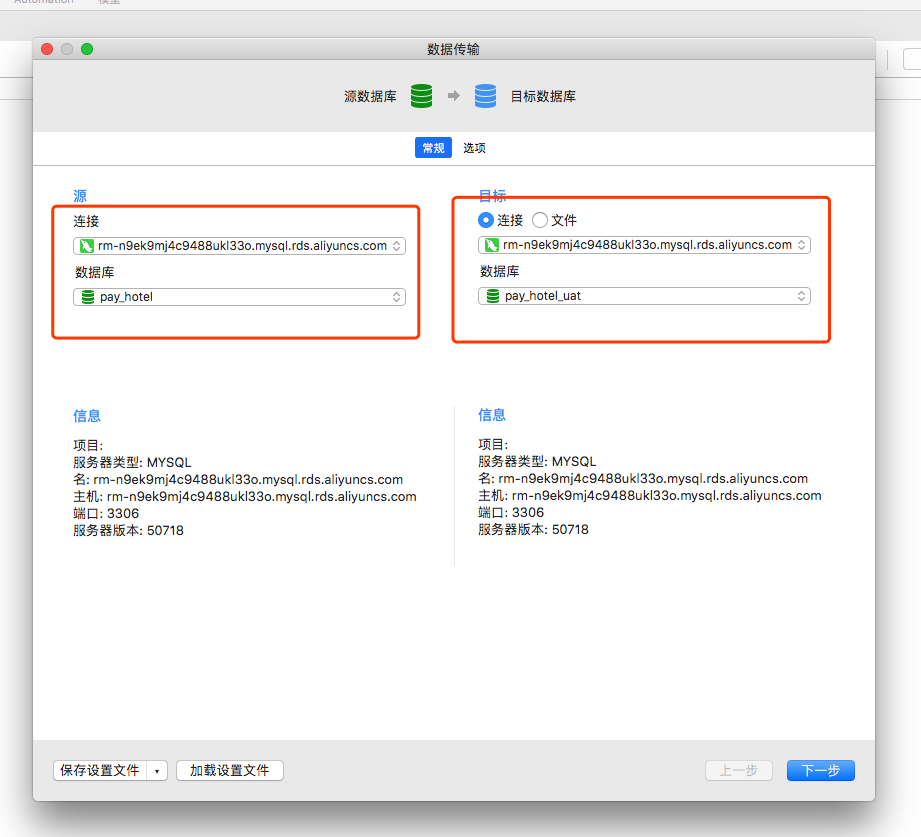 Automation 模型
数据传输
源数据库 目标数据库
常规 选项
源
连接
rm-n9ek9mj4c9488ukl33o.mysql.rds.aliyuncs.com
数据库
pay_hotel
目标
连接 文件
rm-n9ek9mj4c9488ukl33o.mysql.rds.aliyuncs.com
数据库
pay_hotel_uat
信息
项目:
服务器类型: MYSQL
名: rm-n9ek9mj4c9488ukl33o.mysql.rds.aliyuncs.com
主机: rm-n9ek9mj4c9488ukl33o.mysql.rds.aliyuncs.com
端口: 3306
服务器版本: 50718
信息
项目:
服务器类型: MYSQL
名: rm-n9ek9mj4c9488ukl33o.mysql.rds.aliyuncs.com
主机: rm-n9ek9mj4c9488ukl33o.mysql.rds.aliyuncs.com
端口: 3306
服务器版本: 50718
保存设置文件 加载设置文件 上一步 下一步